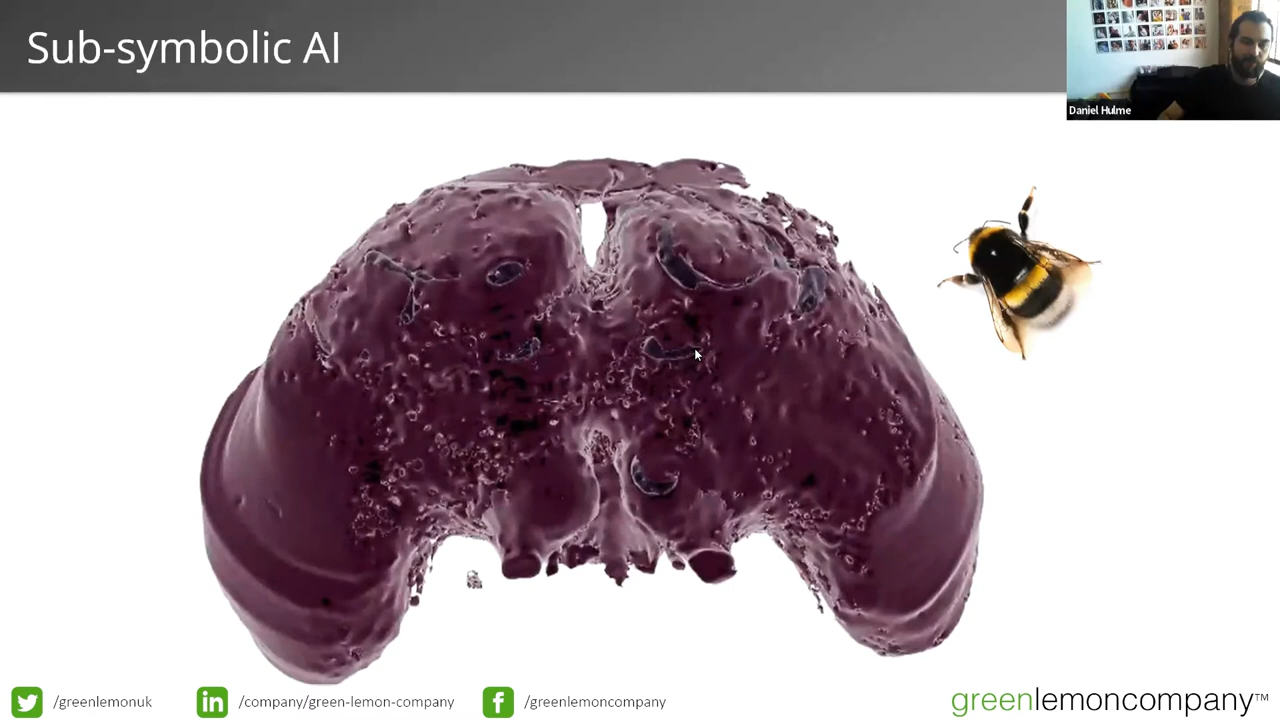 Sub-symbolic AI
Daniel Hulme
/greenlemonuk
/company/green-lemon-company
/greenlemoncompany
greenlemoncompany™